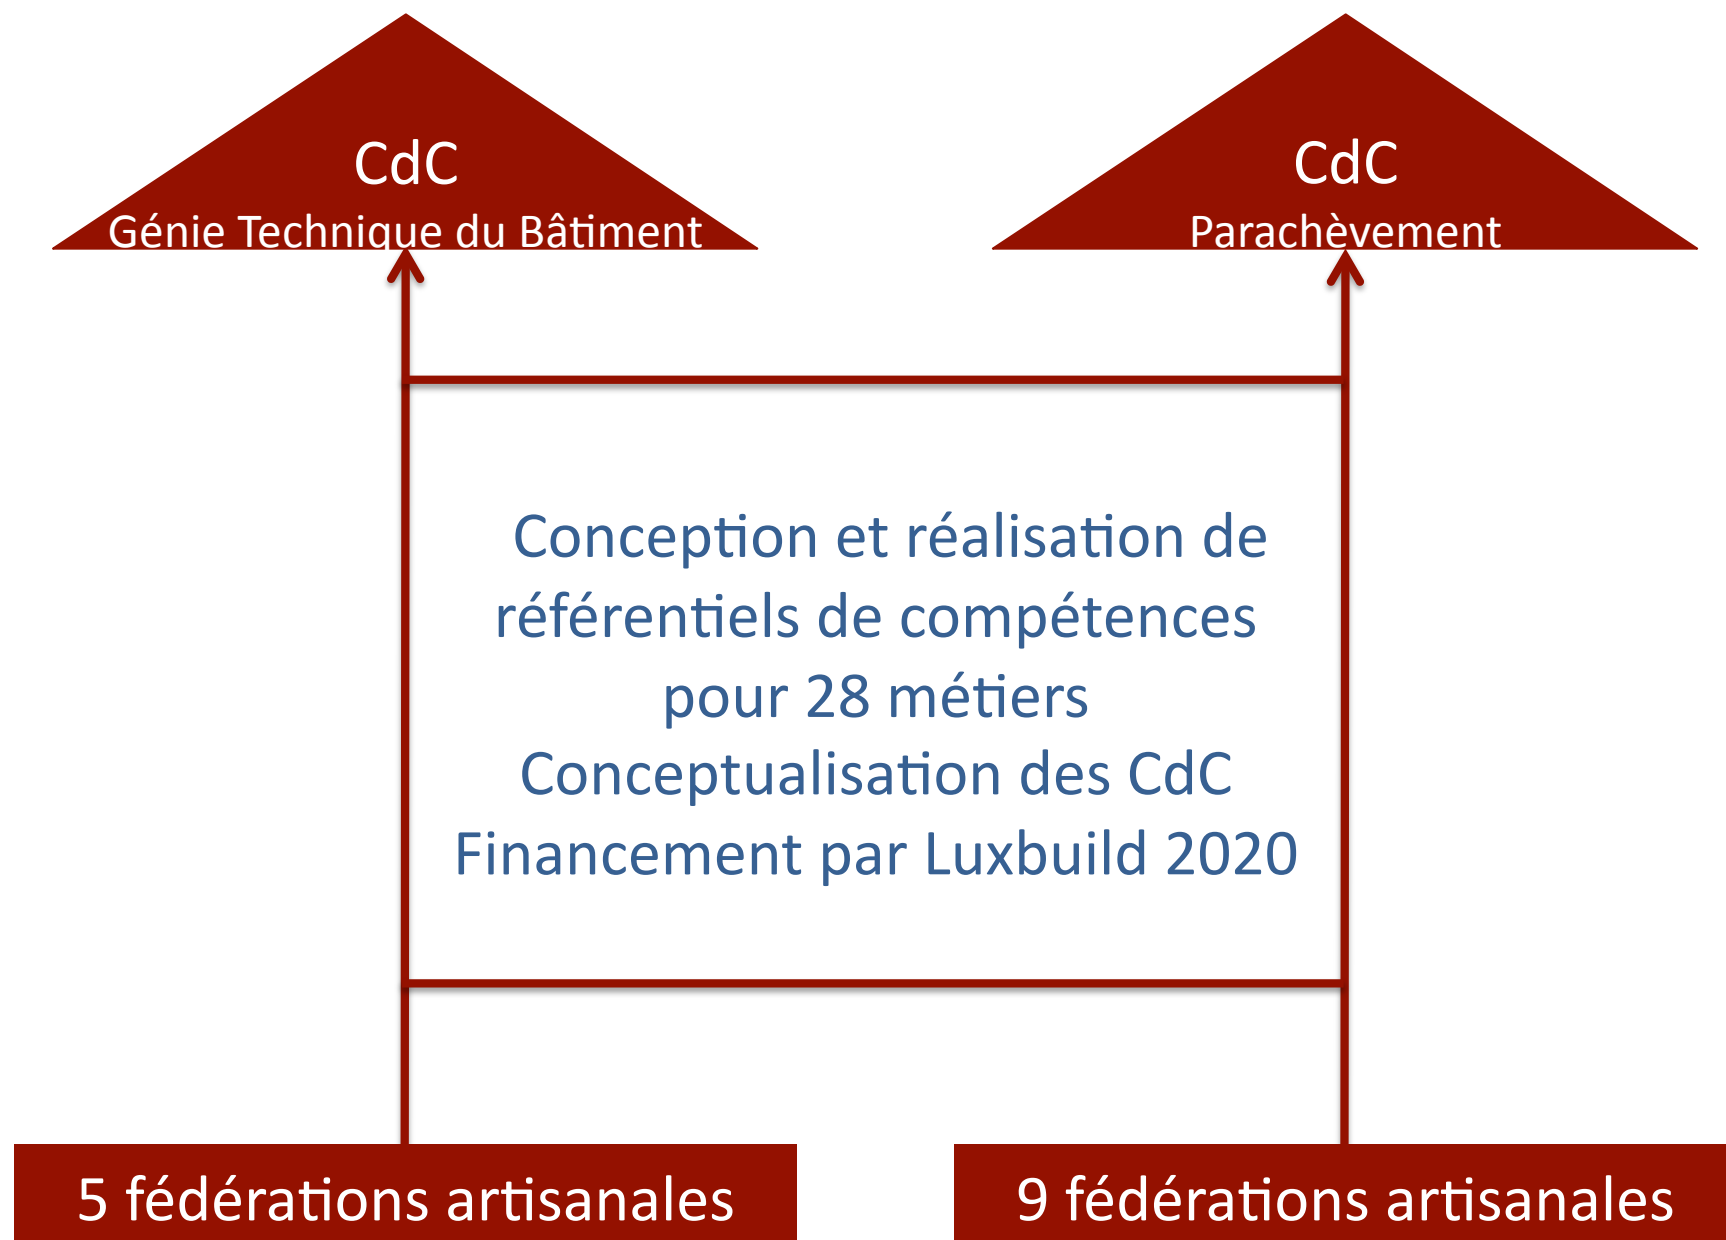 CdC
Génie Technique du Bâtiment
CdC
Parachèvement
Conception et réalisation de
référentiels de compétences
pour 28 métiers
Conceptualisation des CdC
Financement par Luxbuild 2020
5 fédérations artisanales
9 fédérations artisanales